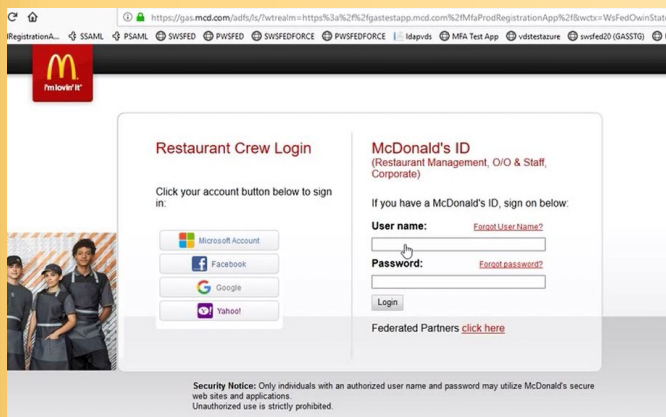 https://gas.mcd.com/adfs/ls/?wtrealm=https%3a%2f%2fgastestapp.mcd.com%2fMfaProdRegistrationApp%2f&wctx=WsFedOwinStat
dRegistrationA... SSAML PSAML SWSFED PWSFED SWSFEDFORCE PWSFEDFORCE ldapvds MFA Test App vdstestazure swsfed20 (GASSTG)
i'm lovin' it®
Restaurant Crew Login
Click your account button below to sign
in:
Microsoft Account
Facebook
Google
Yahoo!
McDonald's ID
(Restaurant Management, O/O & Staff,
Corporate)
If you have a McDonald's ID, sign on below:
User name: Forgot User Name?
Password: Forgot password?
Login
Federated Partners click here
Security Notice: Only individuals with an authorized user name and password may utilize McDonald's secure
web sites and applications.
Unauthorized use is strictly prohibited.